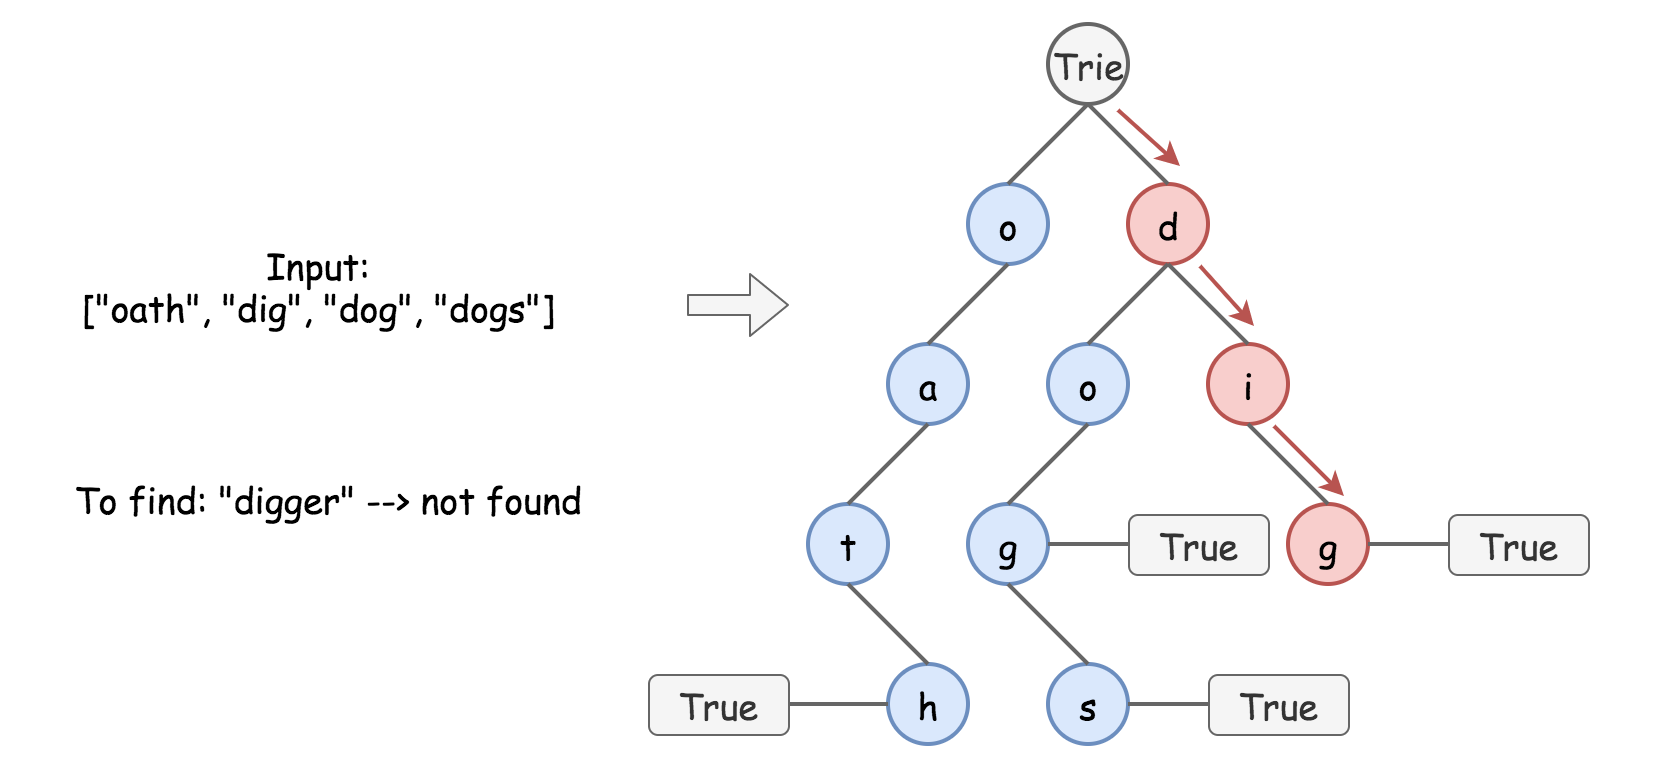 Trie
o
d
Input:
["oath", "dig", "dog", "dogs"]
a
o
i
To find: "digger" --> not found
t
g
True
g
True
True
h
s
True